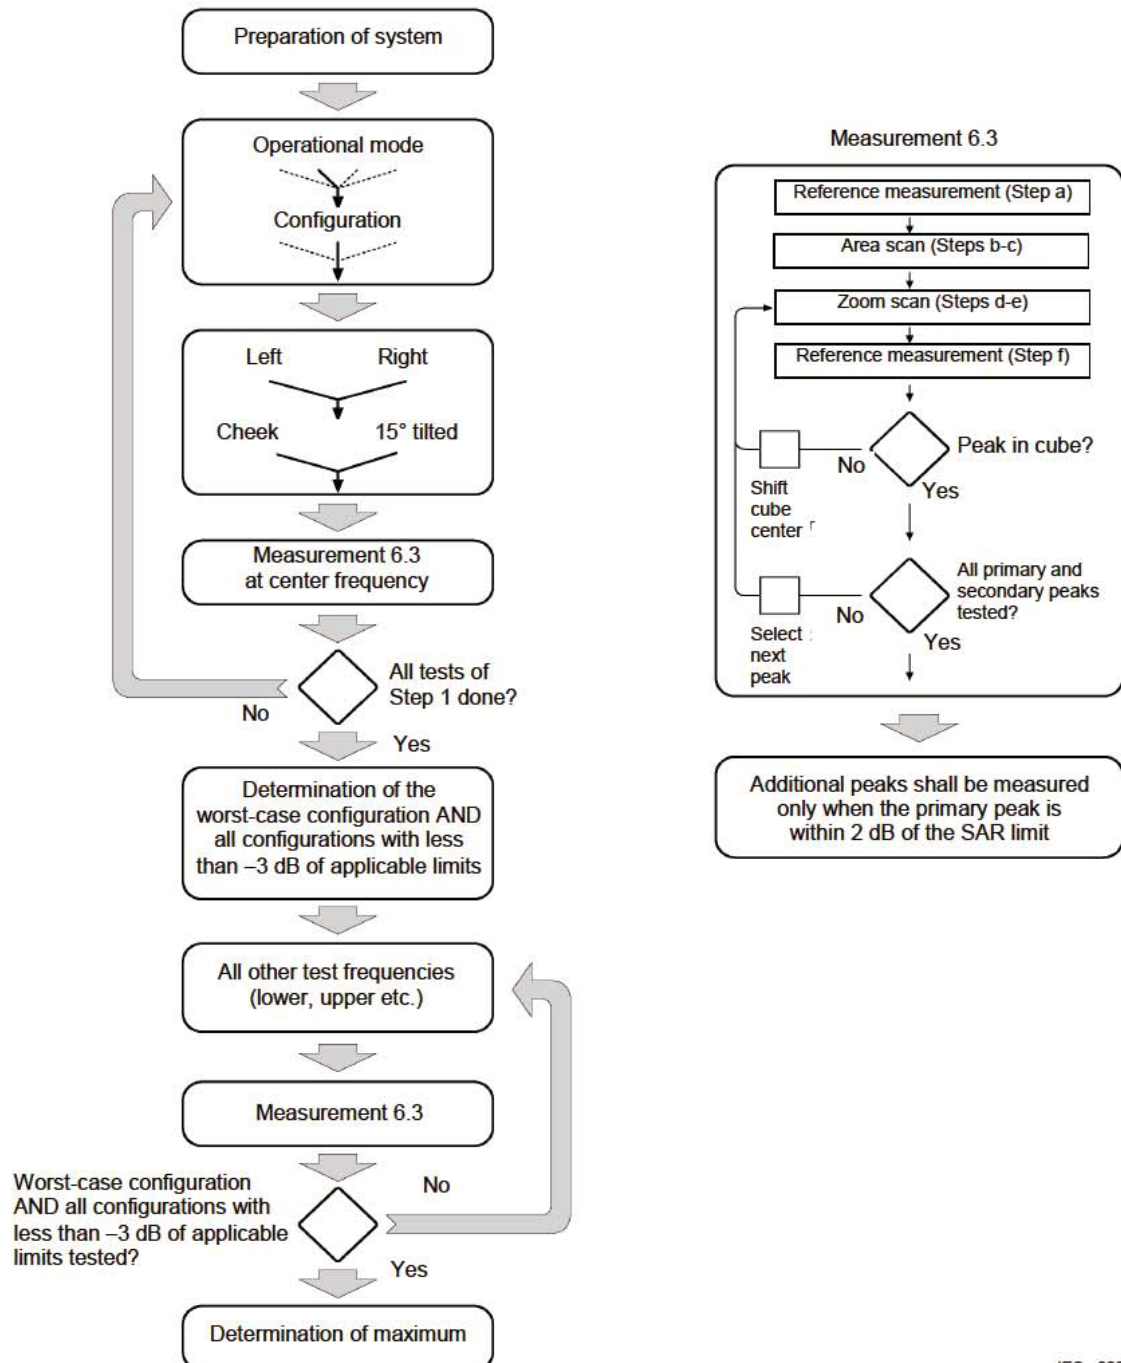 Preparation of system
Operational mode
Configuration
Left
Right
Cheek
15° tilted
Measurement 6.3
at center frequency
All tests of
Step 1 done?
No
Yes
Determination of the
worst-case configuration AND
all configurations with less
than –3 dB of applicable limits
All other test frequencies
(lower, upper etc.)
Measurement 6.3
Worst-case configuration
AND all configurations with
less than –3 dB of applicable
limits tested?
No
Yes
Determination of maximum
Measurement 6.3
Reference measurement (Step a)
Area scan (Steps b-c)
Zoom scan (Steps d-e)
Reference measurement (Step f)
Peak in cube?
No
Yes
Shift
cube
center
All primary and
secondary peaks
tested?
No
Yes
Select
next
peak
Additional peaks shall be measured
only when the primary peak is
within 2 dB of the SAR limit